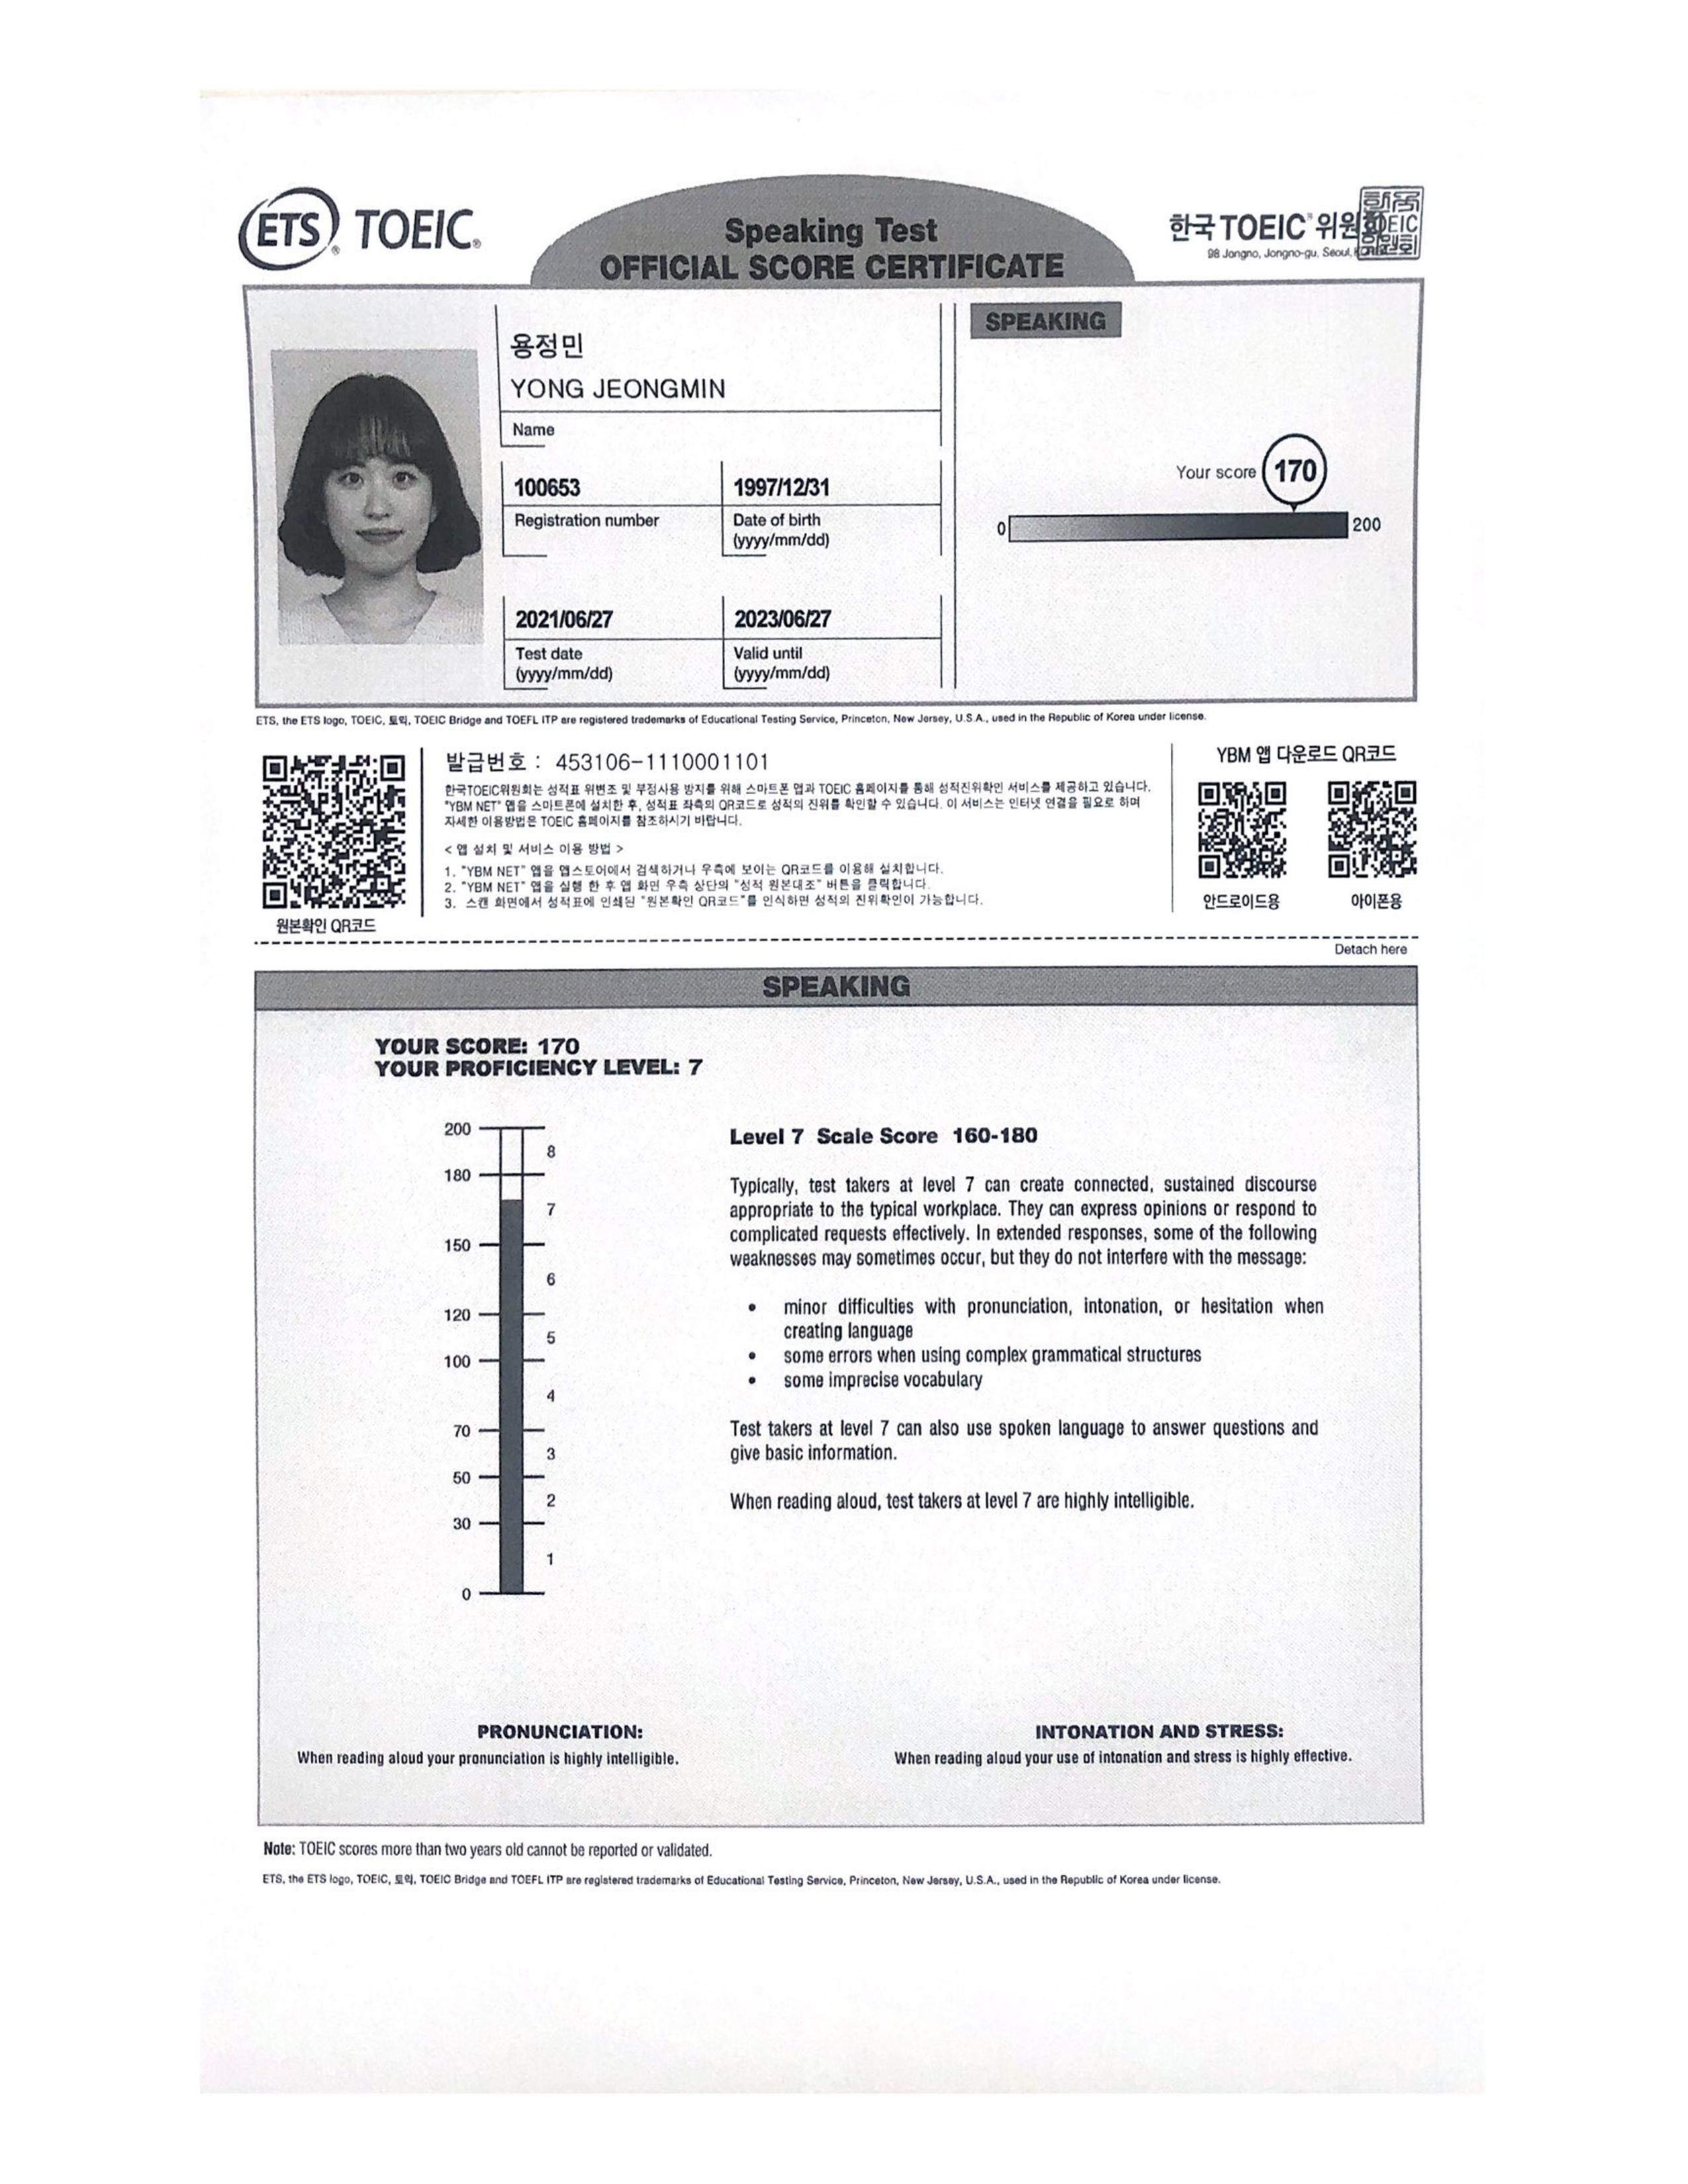 ETS® TOEIC®
Speaking Test
OFFICIAL SCORE CERTIFICATE
한국TOEIC®위원회
98 Jongno, Jongno-gu, Seoul,
용정민
YONG JEONGMIN
Name
100653
1997/12/31
Registration number
Date of birth
(yyyy/mm/dd)
2021/06/27
2023/06/27
Test date
(yyyy/mm/dd)
Valid until
(yyyy/mm/dd)
SPEAKING
Your score 170
0
200
ETS, the ETS logo, TOEIC, 토익, TOEIC Bridge and TOEFL ITP are registered trademarks of Educational Testing Service, Princeton, New Jersey, U.S.A., used in the Republic of Korea under license.
원본확인 QR코드
발급번호 : 453106-1110001101
한국TOEIC위원회는 성적표 위변조 및 부정사용 방지를 위해 스마트폰 앱과 TOEIC 홈페이지를 통해 성적진위확인 서비스를 제공하고 있습니다.
"YBM NET" 앱을 스마트폰에 설치한 후, 성적표 좌측의 QR코드로 성적의 진위를 확인할 수 있습니다. 이 서비스는 인터넷 연결을 필요로 하며
자세한 이용방법은 TOEIC 홈페이지를 참조하시기 바랍니다.
< 앱 설치 및 서비스 이용 방법 >
1. "YBM NET" 앱을 앱스토어에서 검색하거나 우측에 보이는 QR코드를 이용해 설치합니다.
2. "YBM NET" 앱을 실행 한 후 앱 화면 우측 상단의 "성적 원본대조" 버튼을 클릭합니다.
3. 스캔 화면에서 성적표에 인쇄된 "원본확인 QR코드"를 인식하면 성적의 진위확인이 가능합니다.
YBM 앱 다운로드 QR코드
안드로이드용
아이폰용
Detach here
SPEAKING
YOUR SCORE: 170
YOUR PROFICIENCY LEVEL: 7
200
8
180
7
150
6
120
5
100
4
70
3
50
2
30
1
0
Level 7 Scale Score 160-180
Typically, test takers at level 7 can create connected, sustained discourse
appropriate to the typical workplace. They can express opinions or respond to
complicated requests effectively. In extended responses, some of the following
weaknesses may sometimes occur, but they do not interfere with the message:
• minor difficulties with pronunciation, intonation, or hesitation when
creating language
• some errors when using complex grammatical structures
• some imprecise vocabulary
Test takers at level 7 can also use spoken language to answer questions and
give basic information.
When reading aloud, test takers at level 7 are highly intelligible.
PRONUNCIATION:
When reading aloud your pronunciation is highly intelligible.
INTONATION AND STRESS:
When reading aloud your use of intonation and stress is highly effective.
Note: TOEIC scores more than two years old cannot be reported or validated.
ETS, the ETS logo, TOEIC, 토익, TOEIC Bridge and TOEFL ITP are registered trademarks of Educational Testing Service, Princeton, New Jersey, U.S.A., used in the Republic of Korea under license.